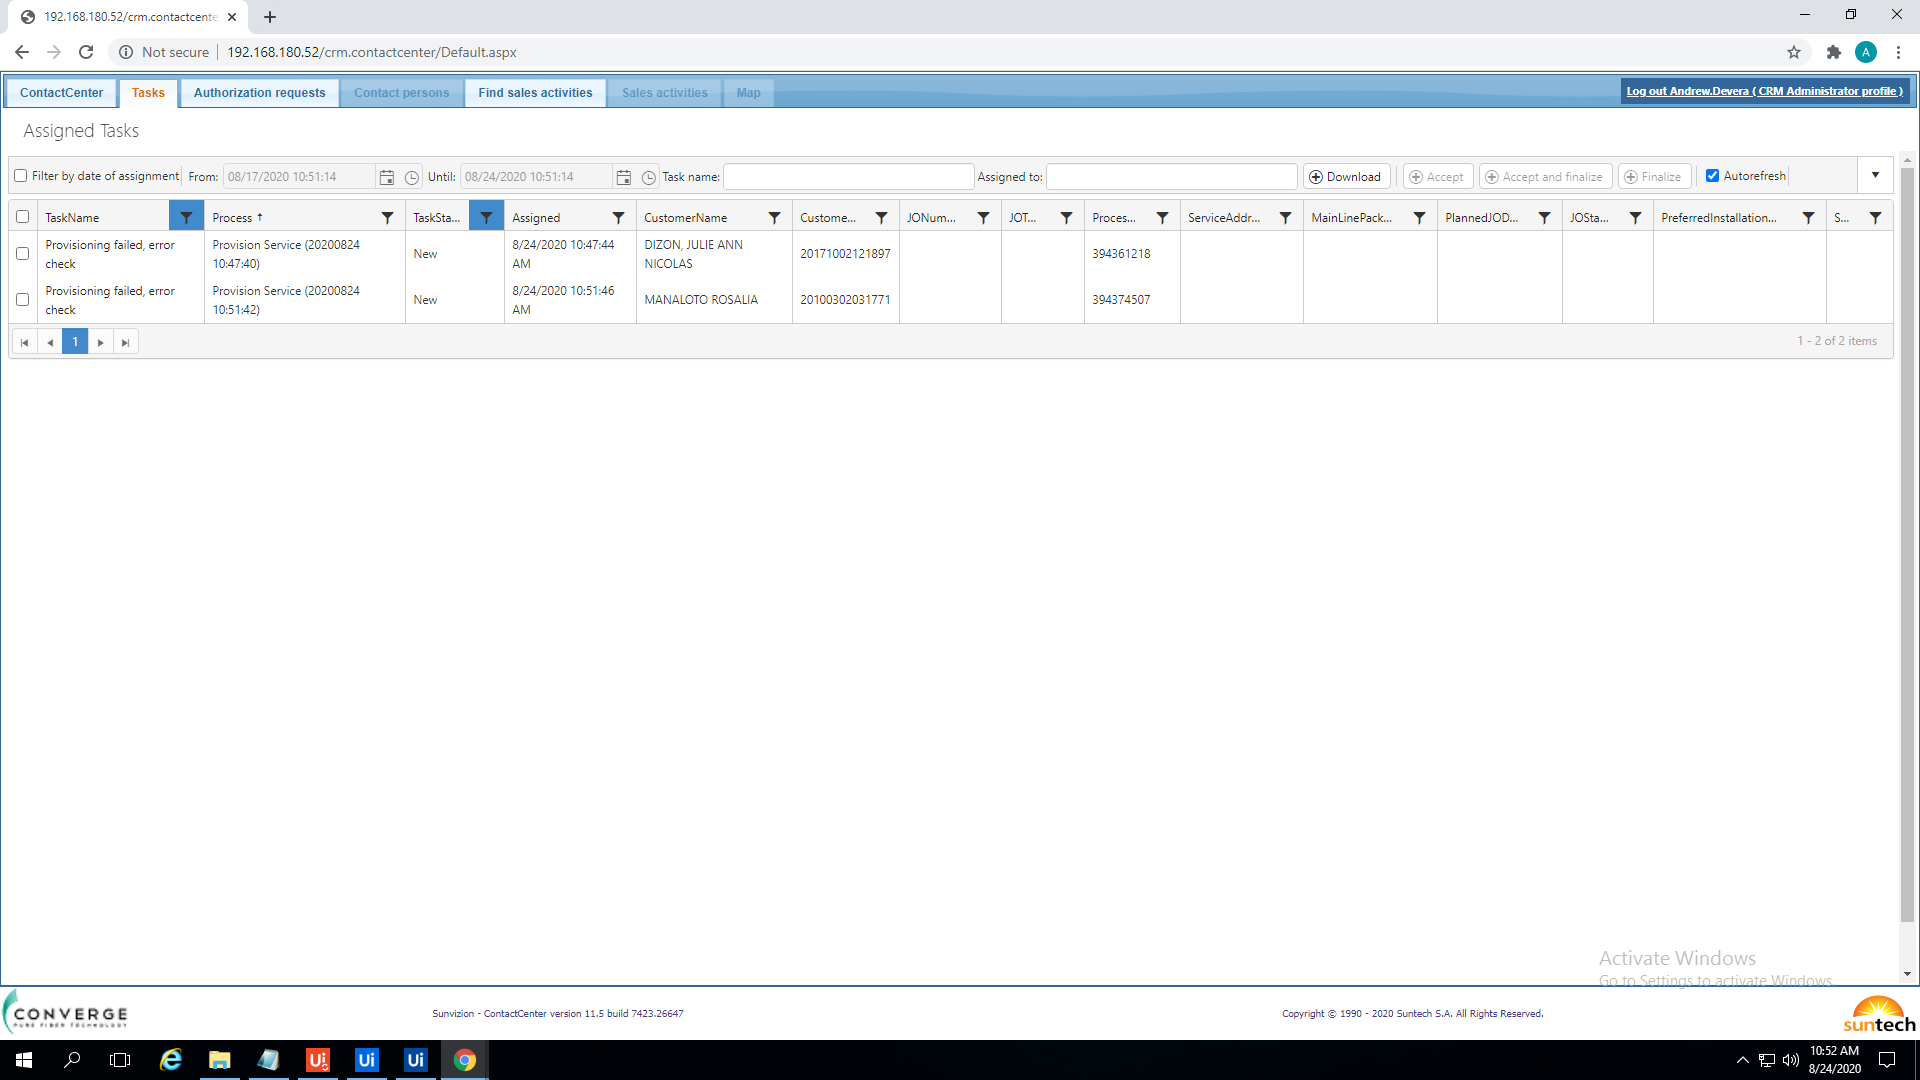 192.168.180.52/crm.contactcente
Not secure
192.168.180.52/crm.contactcenter/Default.aspx
A
ContactCenter
Tasks
Authorization requests
Contact persons
Find sales activities
Sales activities
Map
Log out Andrew.Devera ( CRM Administrator profile )
Assigned Tasks
Filter by date of assignment
From:
08/17/2020 10:51:14
Until:
08/24/2020 10:51:14
Task name:
Assigned to:
Download
Accept
Accept and finalize
Finalize
Autorefresh
TaskName
Process
TaskSta...
Assigned
CustomerName
Custome...
JONum...
JOT...
Proces...
ServiceAddr...
MainLinePack...
PlannedJOD...
JOSta...
PreferredInstallation...
S...
Provisioning failed, error
check
Provision Service (20200824
10:47:40)
New
8/24/2020 10:47:44
AM
DIZON, JULIE ANN
NICOLAS
20171002121897
394361218
Provisioning failed, error
check
Provision Service (20200824
10:51:42)
New
8/24/2020 10:51:46
AM
MANALOTO ROSALIA
20100302031771
394374507
1
1 - 2 of 2 items
Activate Windows
Go to Settings to activate Windows.
CONVERGE
PURE FIBER TECHNOLOGY
Sunvizion - ContactCenter version 11.5 build 7423.26647
Copyright © 1990 - 2020 Suntech S.A. All Rights Reserved.
suntech
Ui
Ui
Ui
10:52 AM
8/24/2020